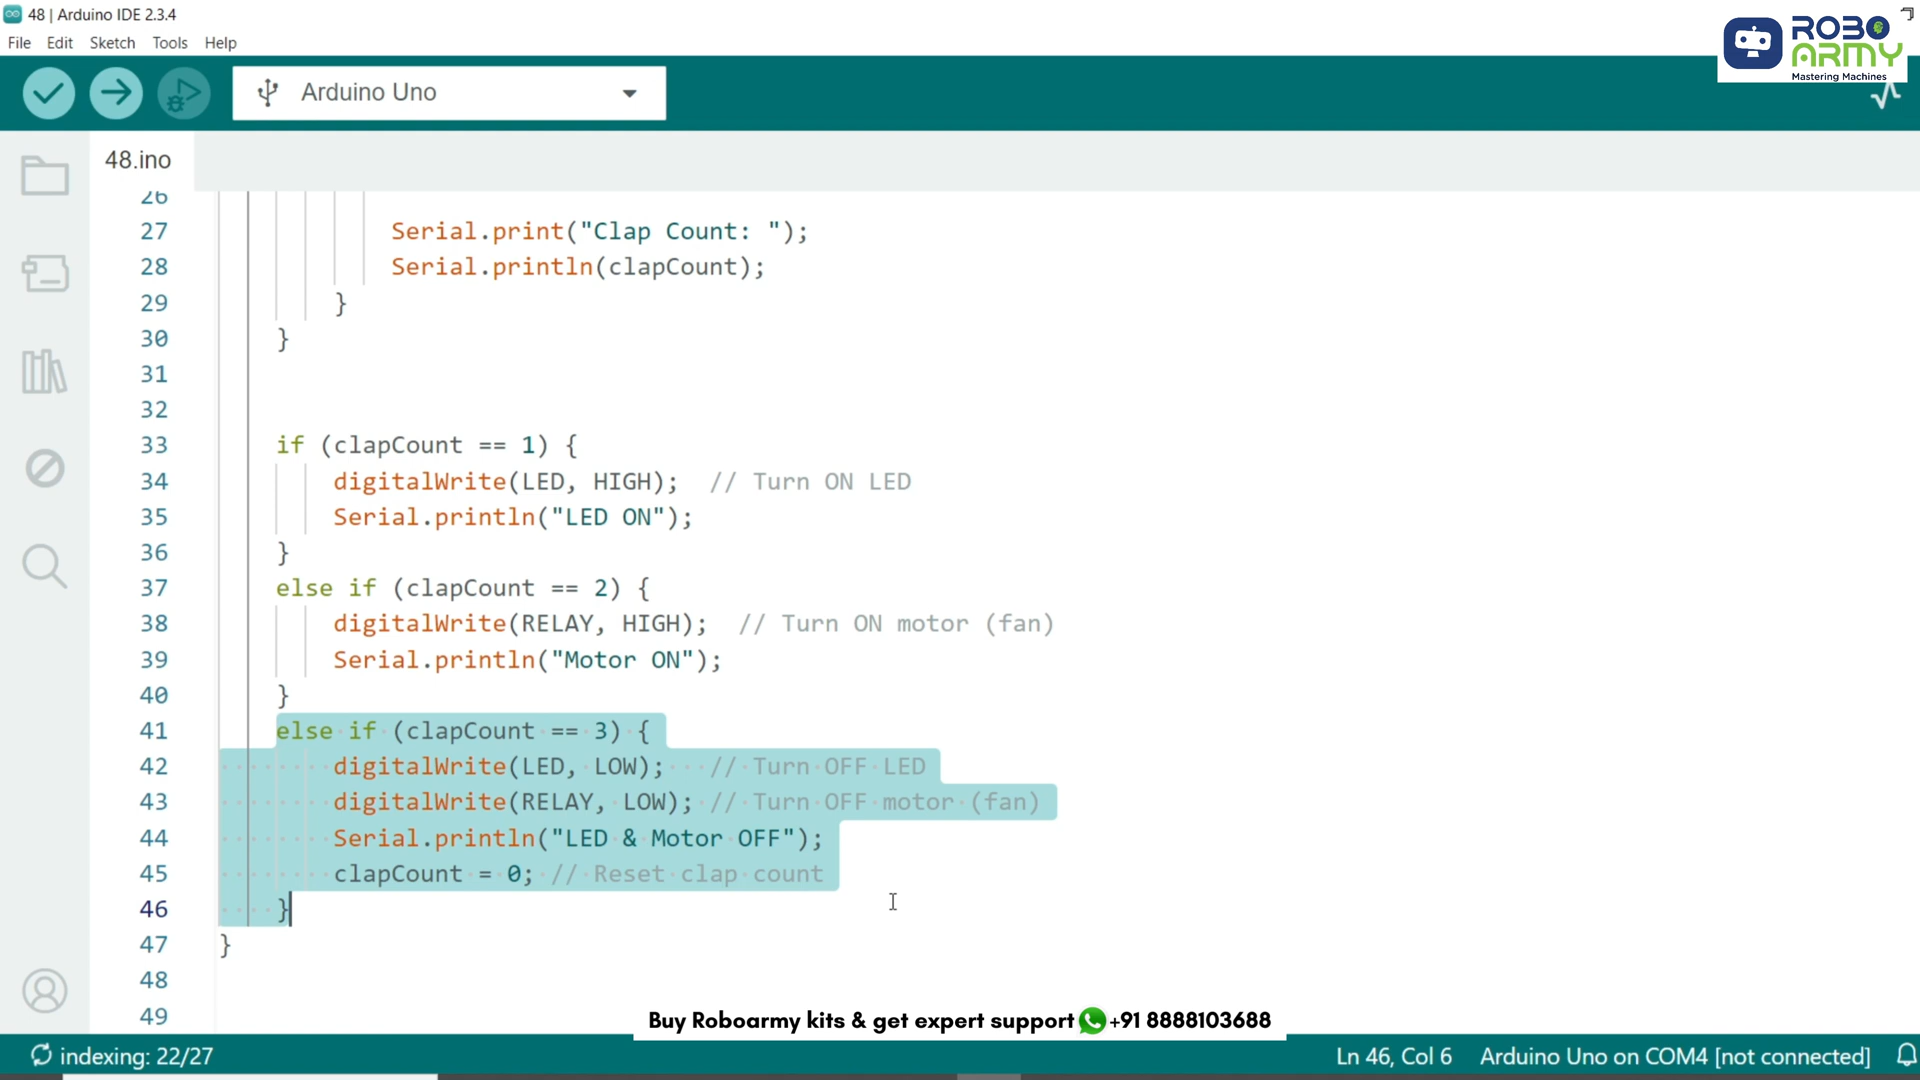 48 | Arduino IDE 2.3.4
File Edit Sketch Tools Help
ROBO
ARMY
Mastering Machines
Arduino Uno
48.ino
26
27 Serial.print("Clap Count: ");
28 Serial.println(clapCount);
29 }
30 }
31
32
33 if (clapCount == 1) {
34 digitalWrite(LED, HIGH); // Turn ON LED
35 Serial.println("LED ON");
36 }
37 else if (clapCount == 2) {
38 digitalWrite(RELAY, HIGH); // Turn ON motor (fan)
39 Serial.println("Motor ON");
40 }
41 else if (clapCount == 3) {
42 digitalWrite(LED, LOW); // Turn OFF LED
43 digitalWrite(RELAY, LOW); // Turn OFF motor (fan)
44 Serial.println("LED & Motor OFF");
45 clapCount = 0; // Reset clap count
46 }
47 }
48
49
Buy Roboarmy kits & get expert support +91 8888103688
indexing: 22/27 Ln 46, Col 6 Arduino Uno on COM4 [not connected]